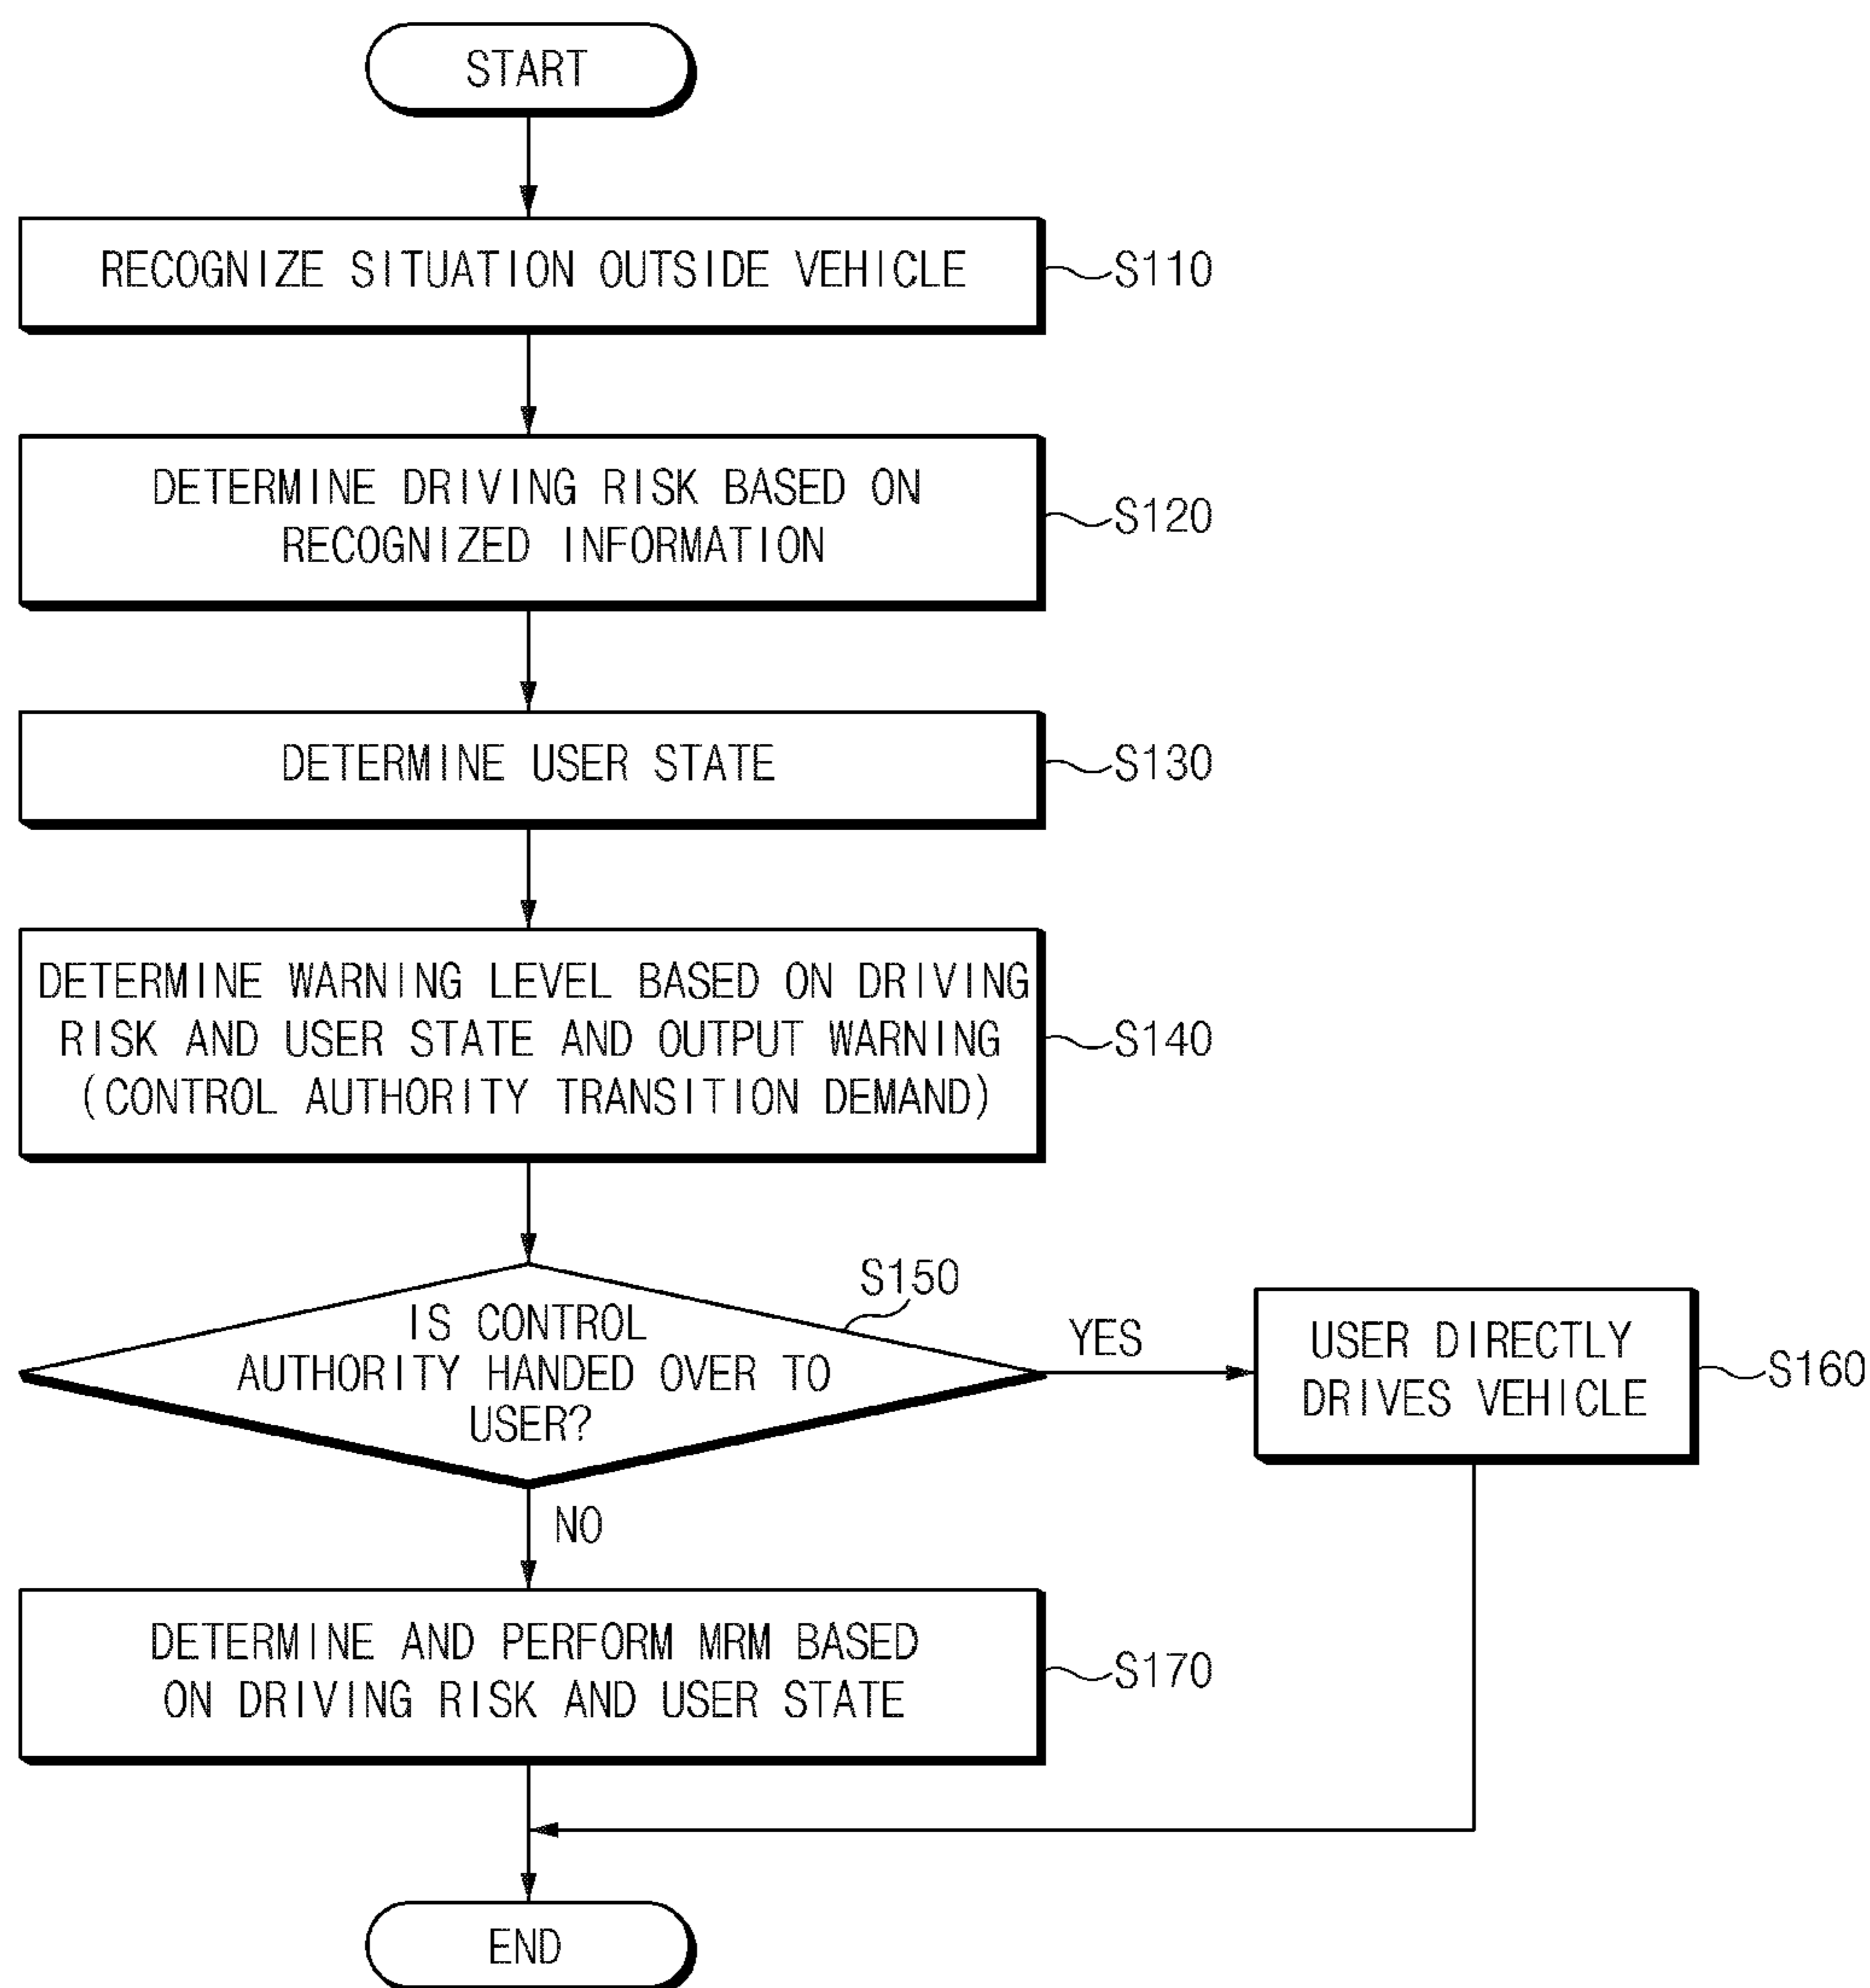 START
RECOGNIZE SITUATION OUTSIDE VEHICLE
S110
DETERMINE DRIVING RISK BASED ON
RECOGNIZED INFORMATION
S120
DETERMINE USER STATE
S130
DETERMINE WARNING LEVEL BASED ON DRIVING
RISK AND USER STATE AND OUTPUT WARNING
(CONTROL AUTHORITY TRANSITION DEMAND)
S140
S150
IS CONTROL
AUTHORITY HANDED OVER TO
USER?
YES
USER DIRECTLY
DRIVES VEHICLE
S160
NO
DETERMINE AND PERFORM MRM BASED
ON DRIVING RISK AND USER STATE
S170
END